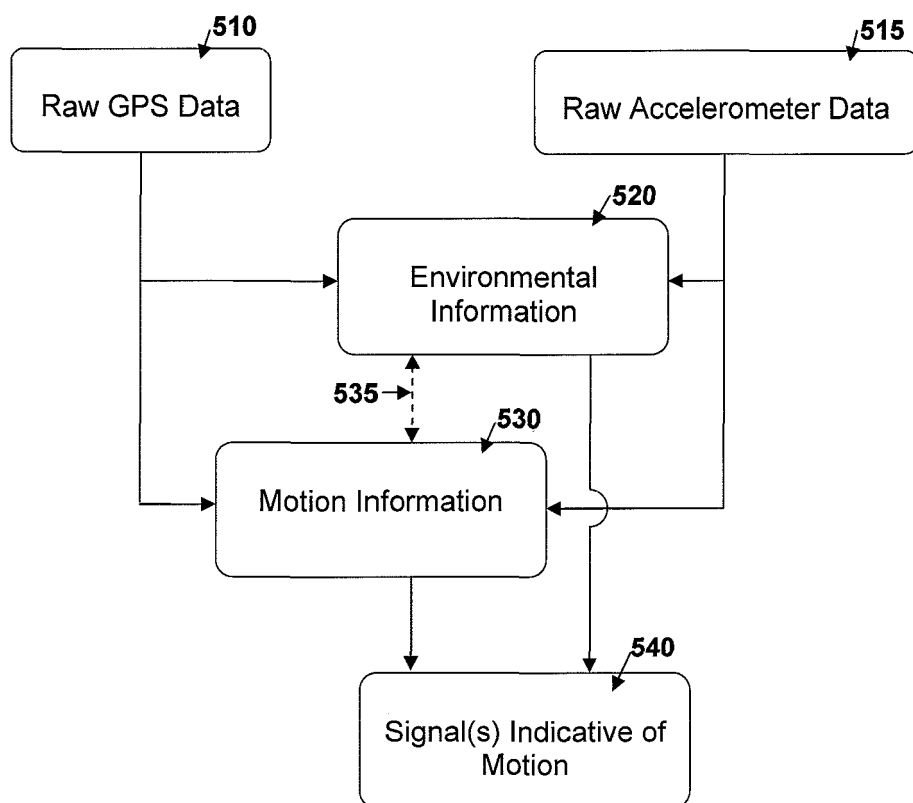 510
515
Raw GPS Data
Raw Accelerometer Data
520
Environmental
Information
535
530
Motion Information
540
Signal(s) Indicative of
Motion